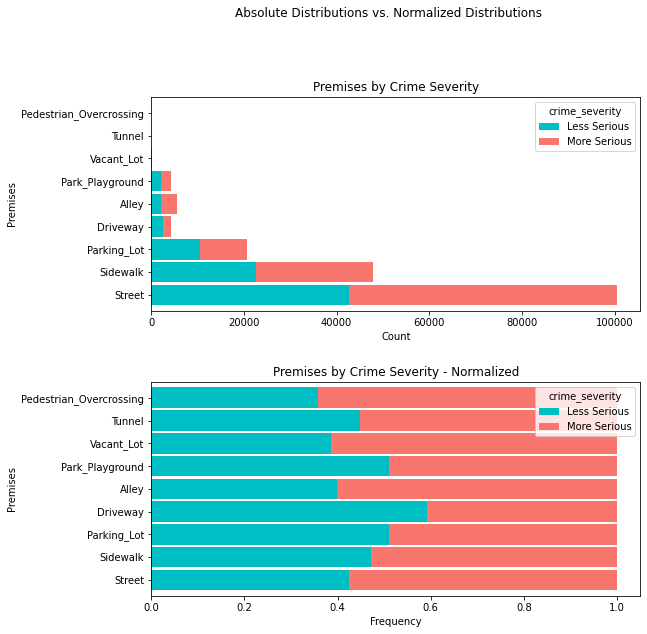 Absolute Distributions vs. Normalized Distributions
Premises by Crime Severity
crime_severity
Less Serious
More Serious
Premises
Pedestrian_Overcrossing
Tunnel
Vacant_Lot
Park_Playground
Alley
Driveway
Parking_Lot
Sidewalk
Street
0 20000 40000 60000 80000 100000
Count
Premises by Crime Severity - Normalized
crime_severity
Less Serious
More Serious
Premises
Pedestrian_Overcrossing
Tunnel
Vacant_Lot
Park_Playground
Alley
Driveway
Parking_Lot
Sidewalk
Street
0.0 0.2 0.4 0.6 0.8 1.0
Frequency